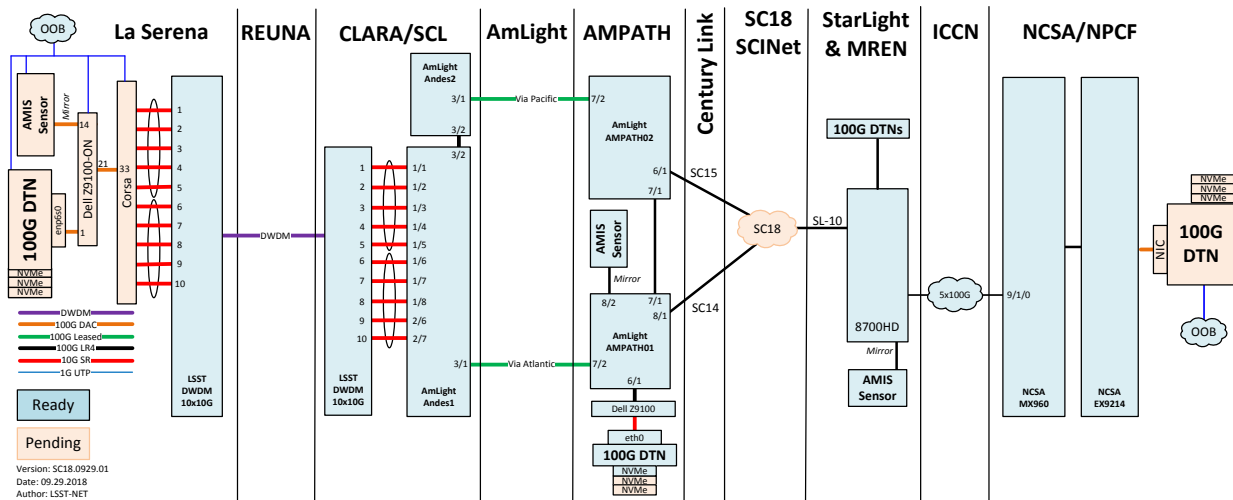 OOB
La Serena
REUNA
CLARA/SCL
AmLight
AMPATH
Century Link
SC18
SCINet
StarLight
& MREN
ICCN
NCSA/NPCF
AMIS
Sensor
Mirror
14
Dell Z9100-ON
21
33
Corsa
1
2
3
4
5
6
7
8
9
10
100G DTN
enp6s0
1
NVMe
NVMe
NVMe
LSST
DWDM
10x10G
DWDM
AmLight
Andes2
3/1
3/2
3/2
1
2
3
4
5
6
7
8
9
10
1/1
1/2
1/3
1/4
1/5
1/6
1/7
1/8
2/6
2/7
3/1
LSST
DWDM
10x10G
AmLight
Andes1
Via Pacific
Via Atlantic
7/2
AmLight
AMPATH02
6/1
7/1
AMIS
Sensor
Mirror
8/2
7/1
8/1
AmLight
AMPATH01
7/2
6/1
Dell Z9100
eth0
100G DTN
NVMe
NVMe
NVMe
SC15
SC14
SC18
SL-10
100G DTNs
8700HD
Mirror
AMIS
Sensor
5x100G
9/1/0
NCSA
MX960
NCSA
EX9214
NVMe
NVMe
NVMe
NIC
100G
DTN
OOB
DWDM
100G DAC
100G Leased
100G LR4
10G SR
1G UTP
Ready
Pending
Version: SC18.0929.01
Date: 09.29.2018
Author: LSST-NET